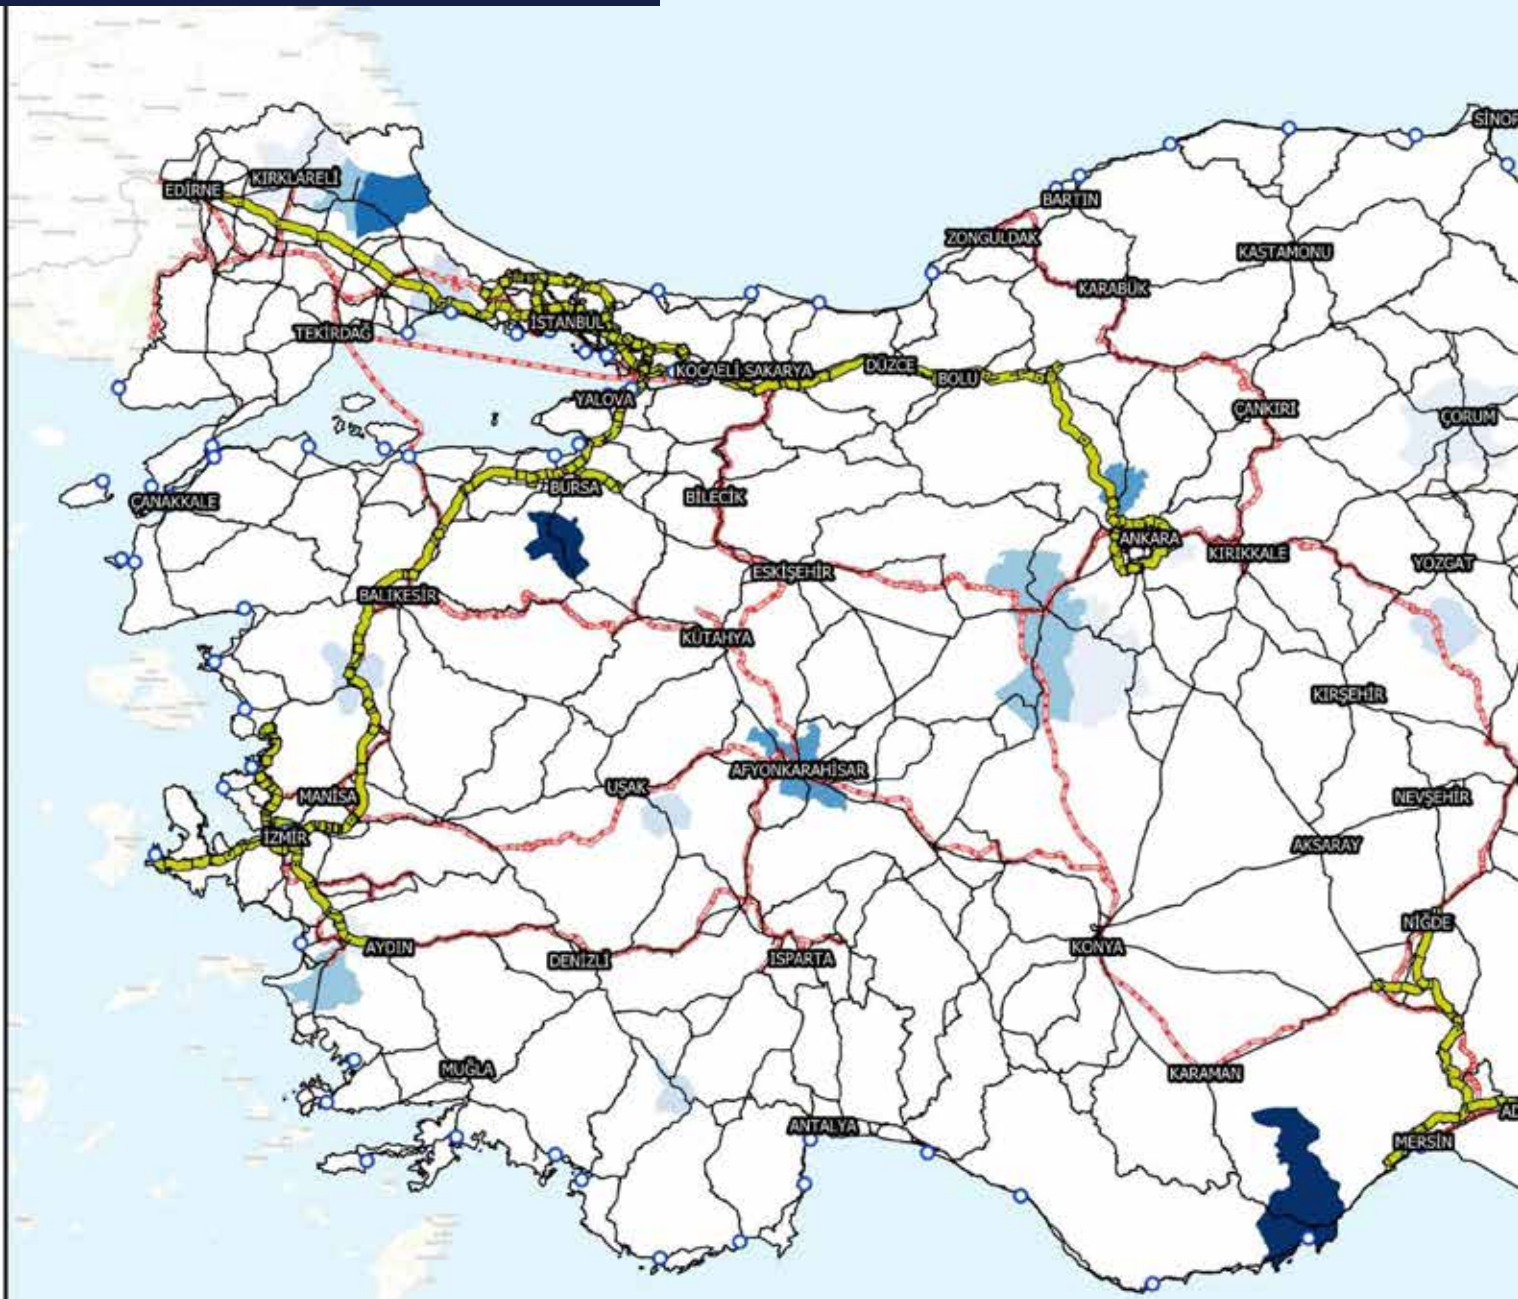 SİNOP
BARTIN
KIRKLARELİ
EDİRNE
ZONGULDAK
KASTAMONU
KARABÜK
İSTANBUL
TEKİRDAĞ
KOCAELİ SAKARYA
DÜZCE
BOLU
YALOVA
ÇANKIRI
ÇORUM
BURSA
BİLECİK
ÇANAKKALE
ANKARA
KIRIKKALE
YOZGAT
ESKİŞEHİR
BALIKESİR
KÜTAHYA
KIRŞEHİR
AFYONKARAHİSAR
UŞAK
MANİSA
NEVŞEHİR
İZMİR
AKSARAY
NİĞDE
AYDIN
KONYA
DENİZLİ
ISPARTA
MUĞLA
KARAMAN
AD
ANTALYA
MERSİN